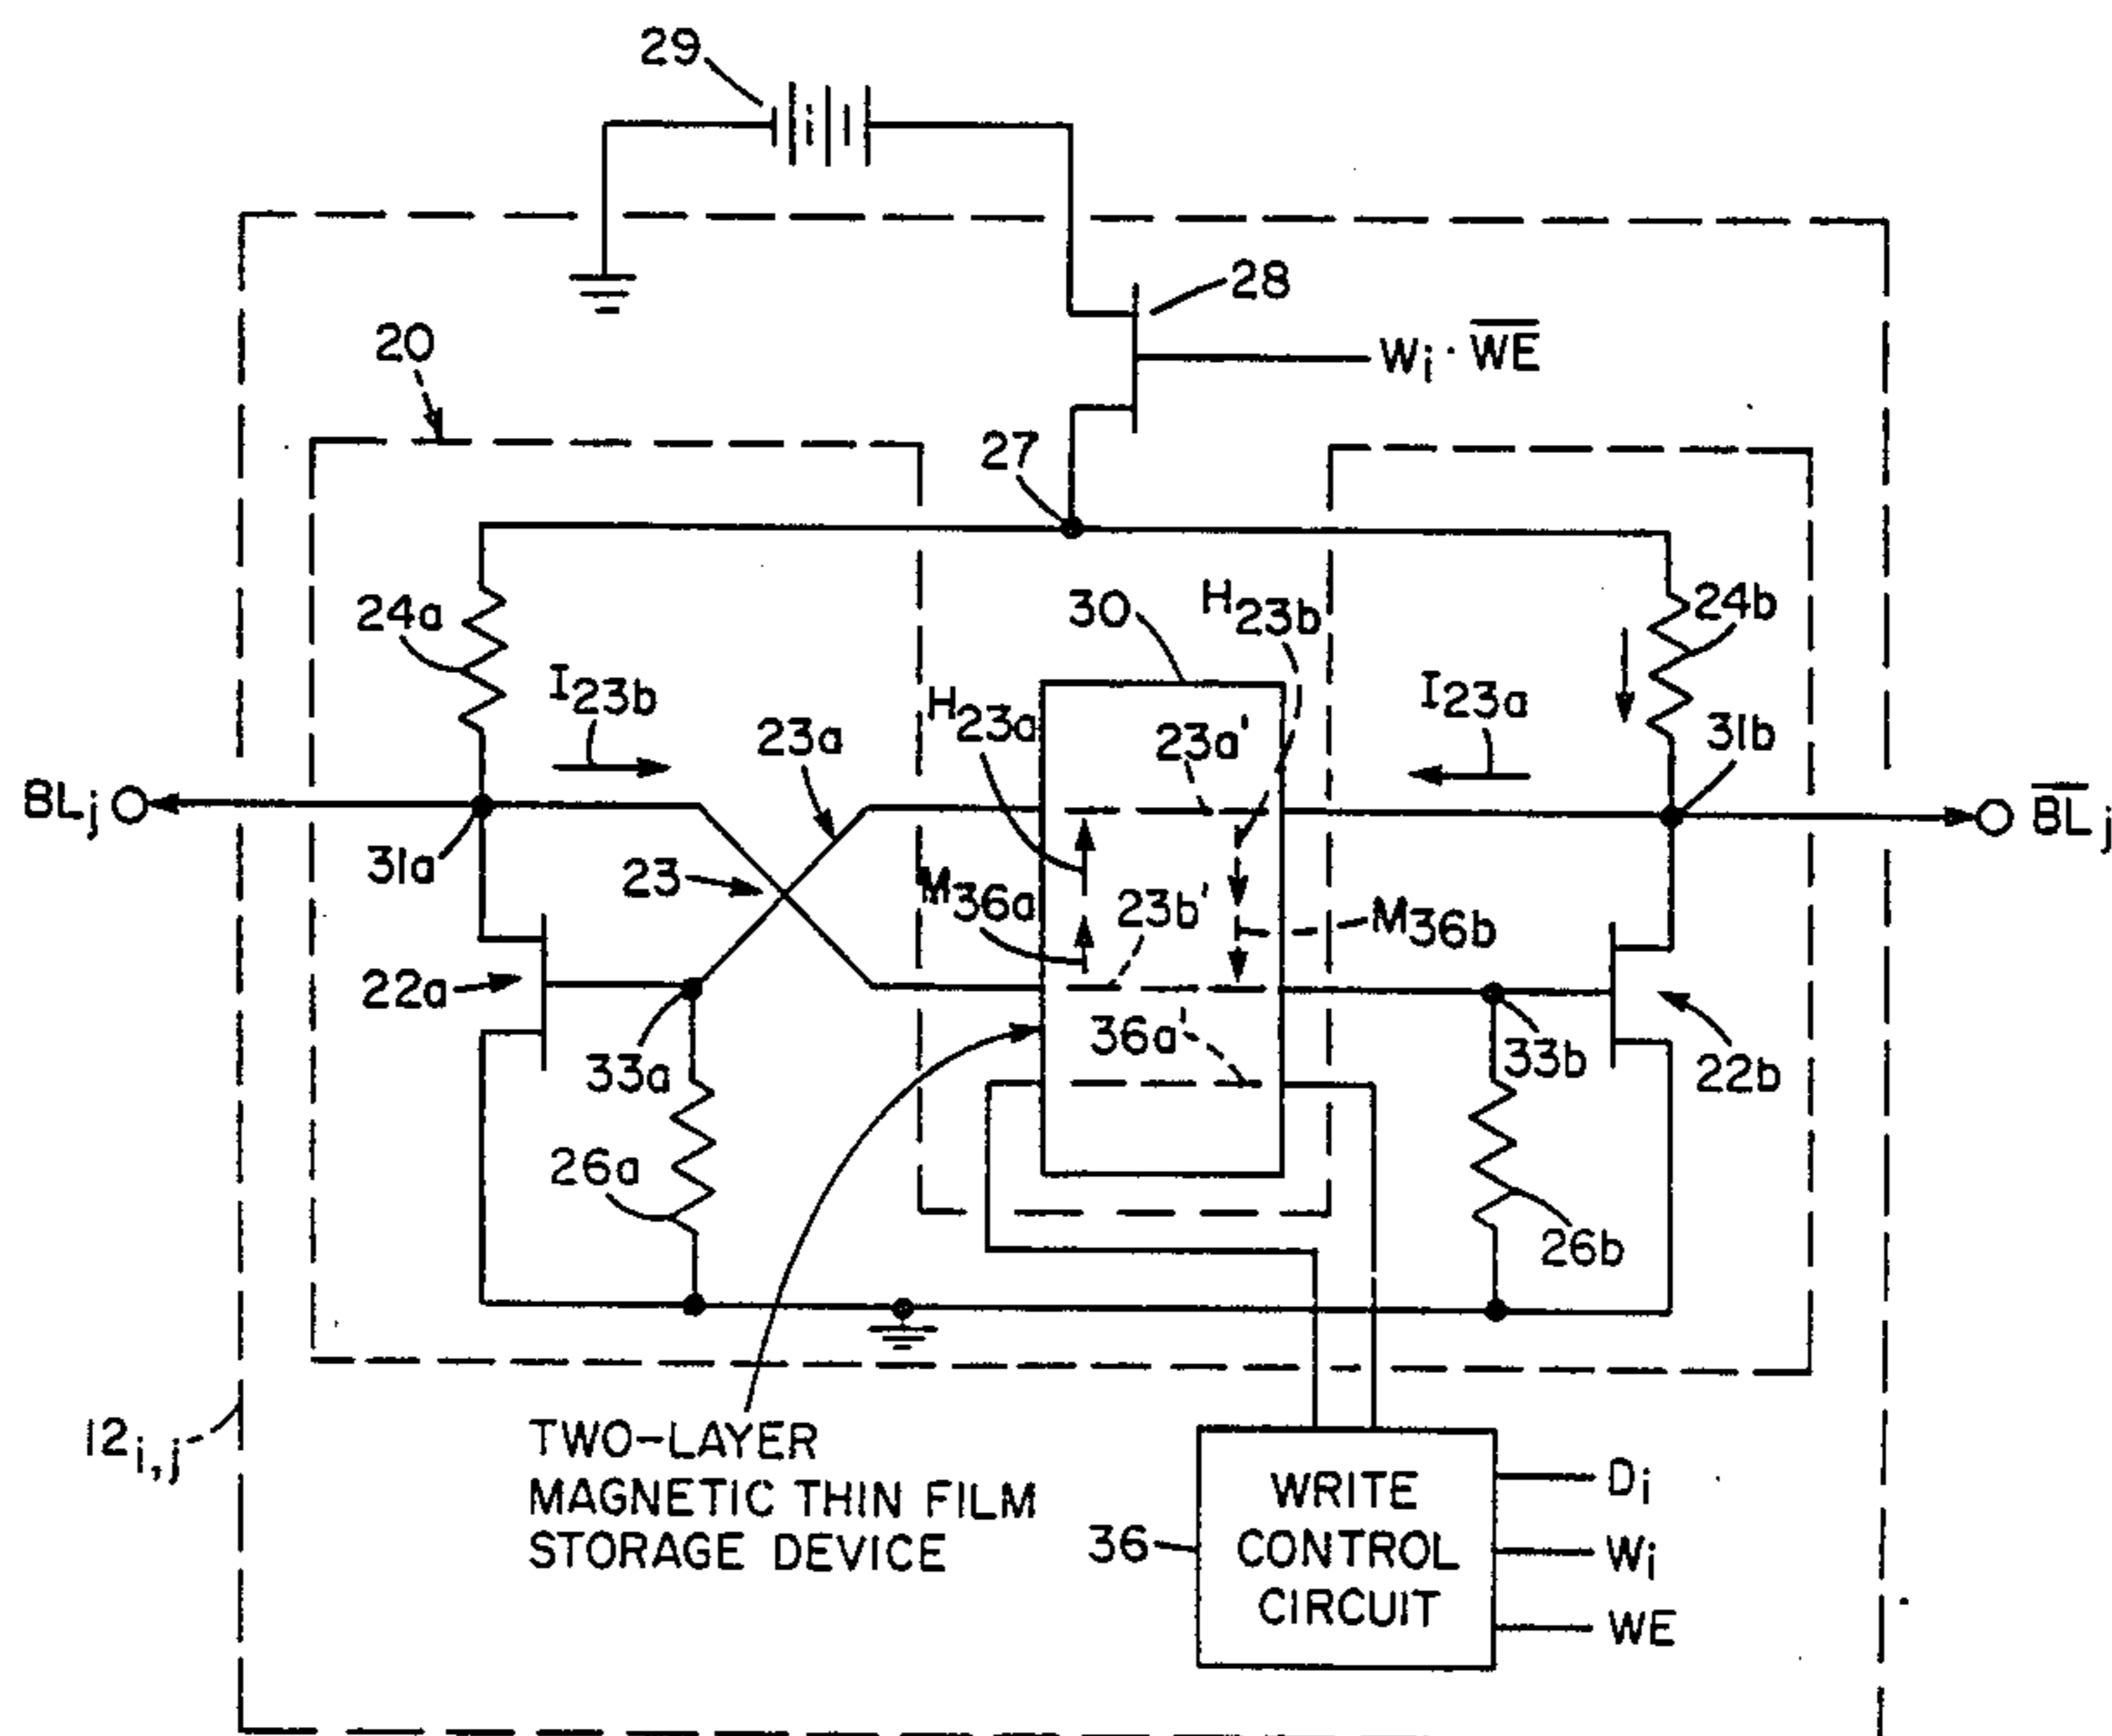 29
28
Wi · W̅E̅
20
27
H23b
30
24a
24b
I23b
H23a
I23a
23a
23a'
31b
BLj
B̅L̅j
31a
23
M36a
23b'
M36b
22a
33a
36a'
33b
22b
26a
26b
12i,j
TWO-LAYER
MAGNETIC THIN FILM
STORAGE DEVICE
36
WRITE
CONTROL
CIRCUIT
Di
Wi
WE